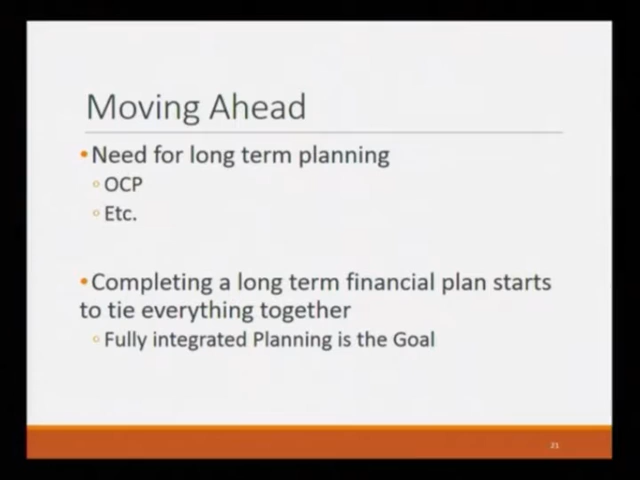 Moving Ahead
•Need for long term planning
◦OCP
◦Etc.
•Completing a long term financial plan starts
to tie everything together
◦Fully integrated Planning is the Goal
21